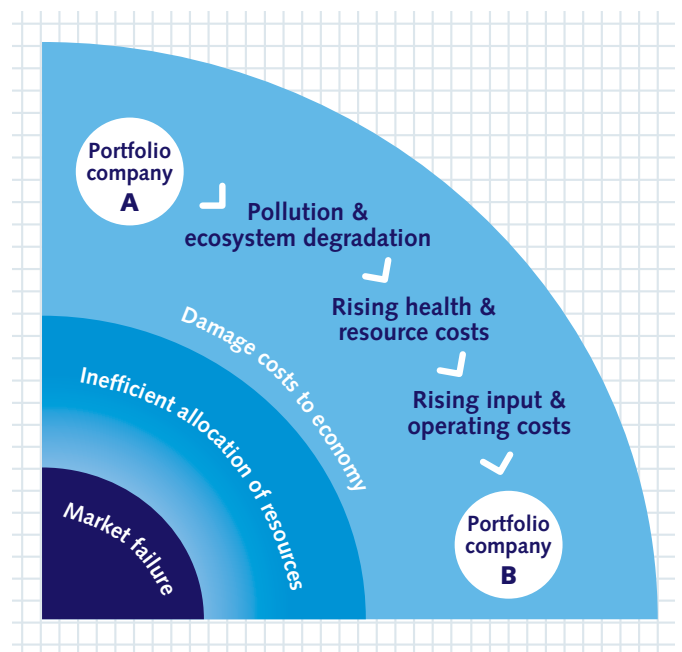 Portfolio
company
A
Pollution &
ecosystem degradation
Rising health &
resource costs
Rising input &
operating costs
Portfolio
company
B
Damage costs to economy
Inefficient allocation of resources
Market failure